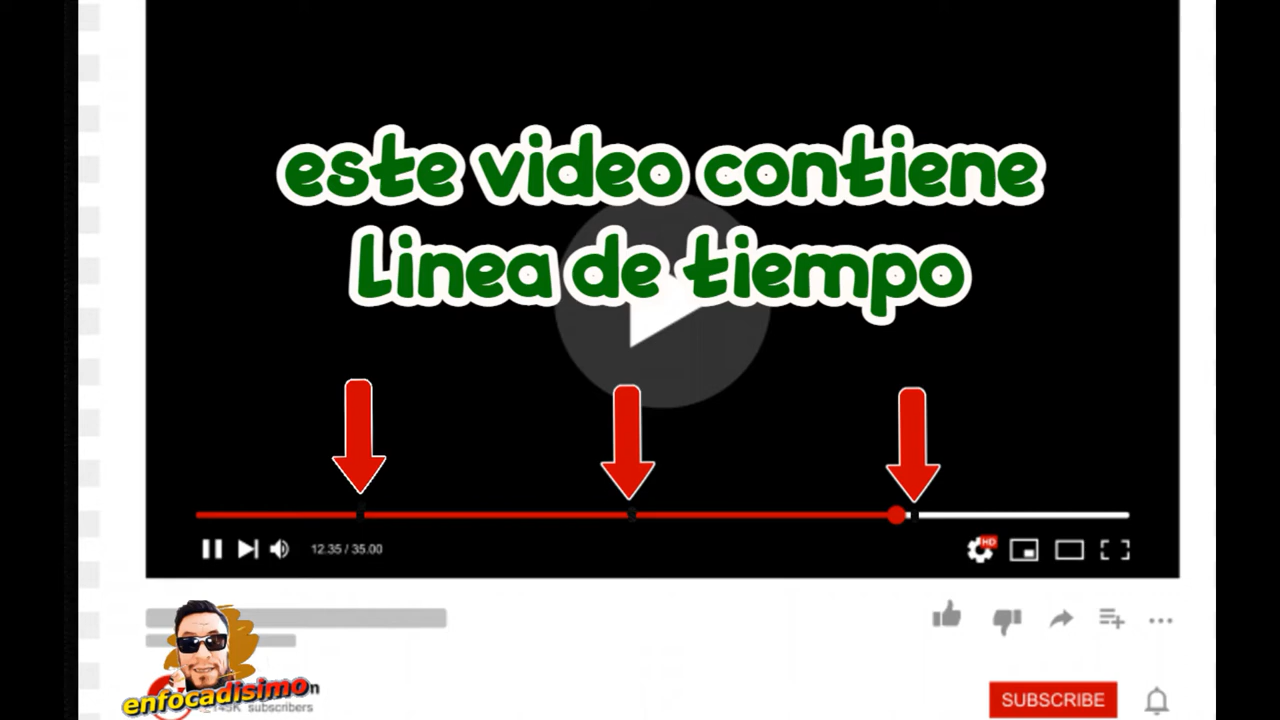 este video contiene
Linea de tiempo
12.35 / 35.00
HD
enfocadisimo
subscribers
SUBSCRIBE